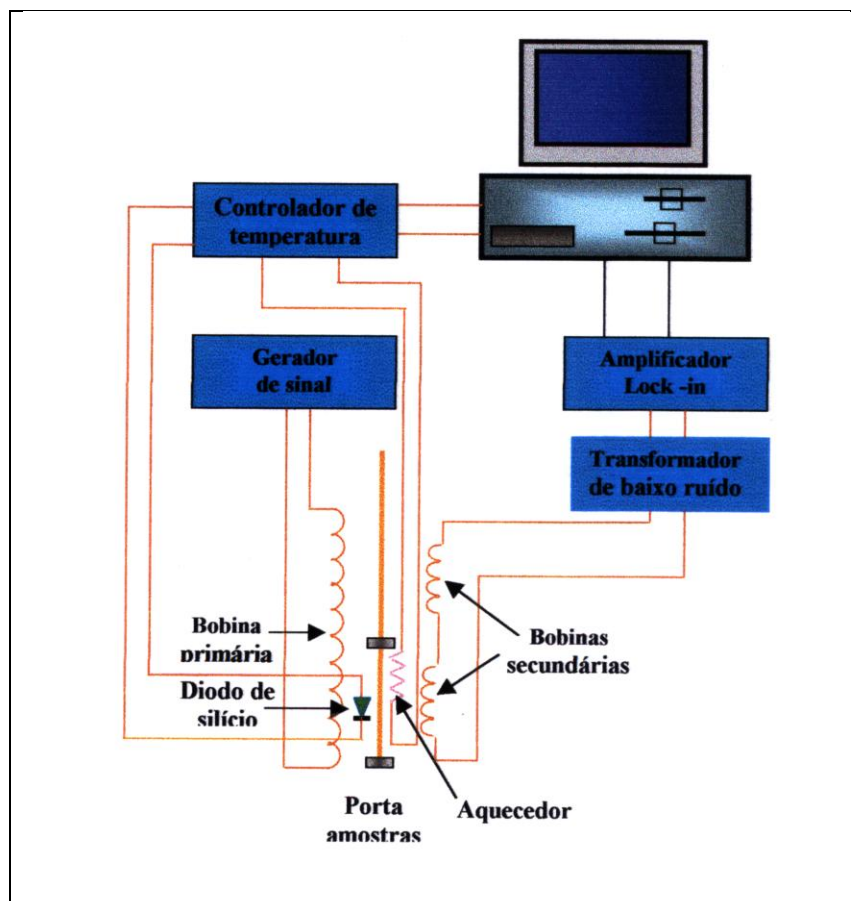 Controlador de
temperatura
Gerador
de sinal
Amplificador
Lock -in
Transformador
de baixo ruído
Bobina
primária
Bobinas
secundárias
Diodo de
silício
Porta
amostras
Aquecedor